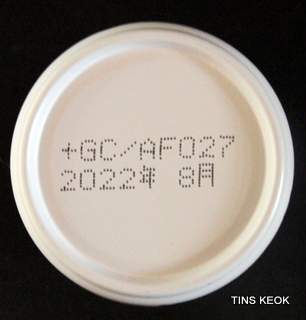 +GC/AF027
2022年 8月
TINS KEOK